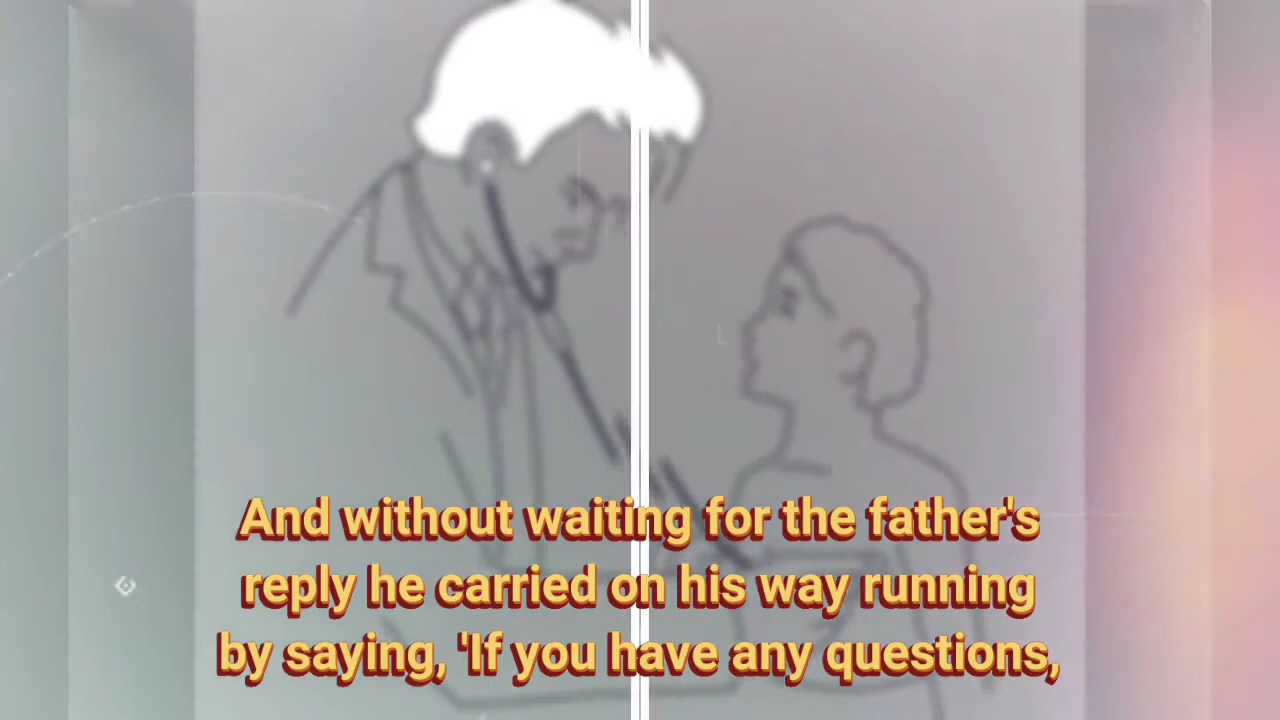 And without waiting for the father's
reply he carried on his way running
by saying, 'If you have any questions,